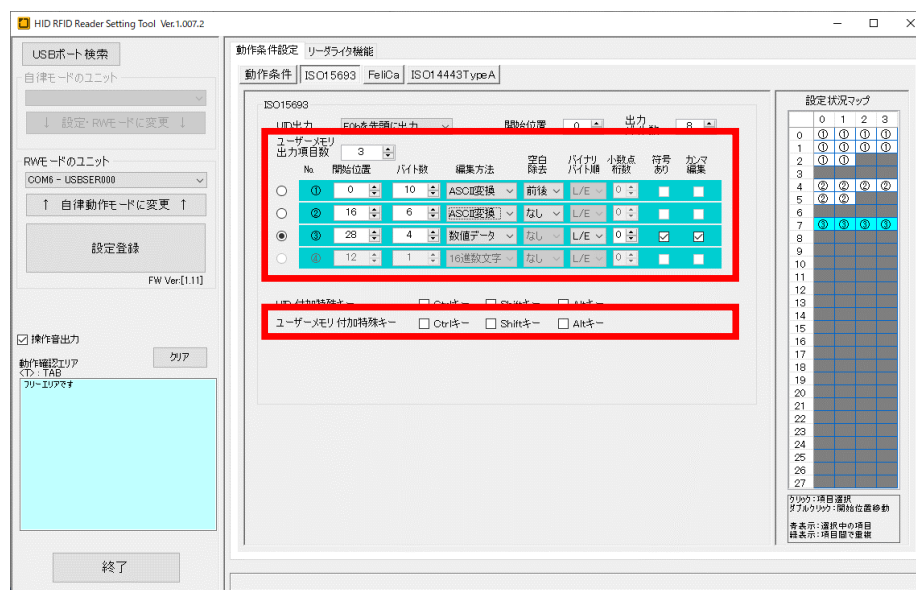 HID RFID Reader Setting Tool Ver.1.007.2
USBポート検索
自律モードのユニット
↓ 設定・RWモードに変更 ↓
RWモードのユニット
COM6 - USBSER000
↑ 自律動作モードに変更 ↑
設定登録
FW Ver:[1.11]
操作音出力
動作確認エリア
クリア
<T> : TAB
フリーエリアです
終了
動作条件設定 リーダライタ機能
動作条件 ISO15693 FeliCa ISO14443TypeA
ISO15693
UID出力 E0hを先頭に出力 開始位置 0 出力 8
ユーザーメモリ
出力項目数 3
No. 開始位置 バイト数 編集方法 空白除去 バイナリバイト順 小数点桁数 符号あり カンマ編集
① 0 10 ASCII変換 前後 L/E 0
② 16 6 ASCII変換 なし L/E 0
③ 28 4 数値データ なし L/E 0
④ 12 1 16進数文字 なし L/E 0
UID 付加特殊キー Ctrlキー Shiftキー Altキー
ユーザーメモリ 付加特殊キー Ctrlキー Shiftキー Altキー
設定状況マップ
0 1 2 3
0 ① ① ① ①
1 ① ① ① ①
2 ① ①
3
4 ② ② ② ②
5 ② ②
6
7 ③ ③ ③ ③
8
9
10
11
12
13
14
15
16
17
18
19
20
21
22
23
24
25
26
27
クリック:項目選択
ダブルクリック:開始位置移動
青表示:選択中の項目
緑表示:項目間で重複